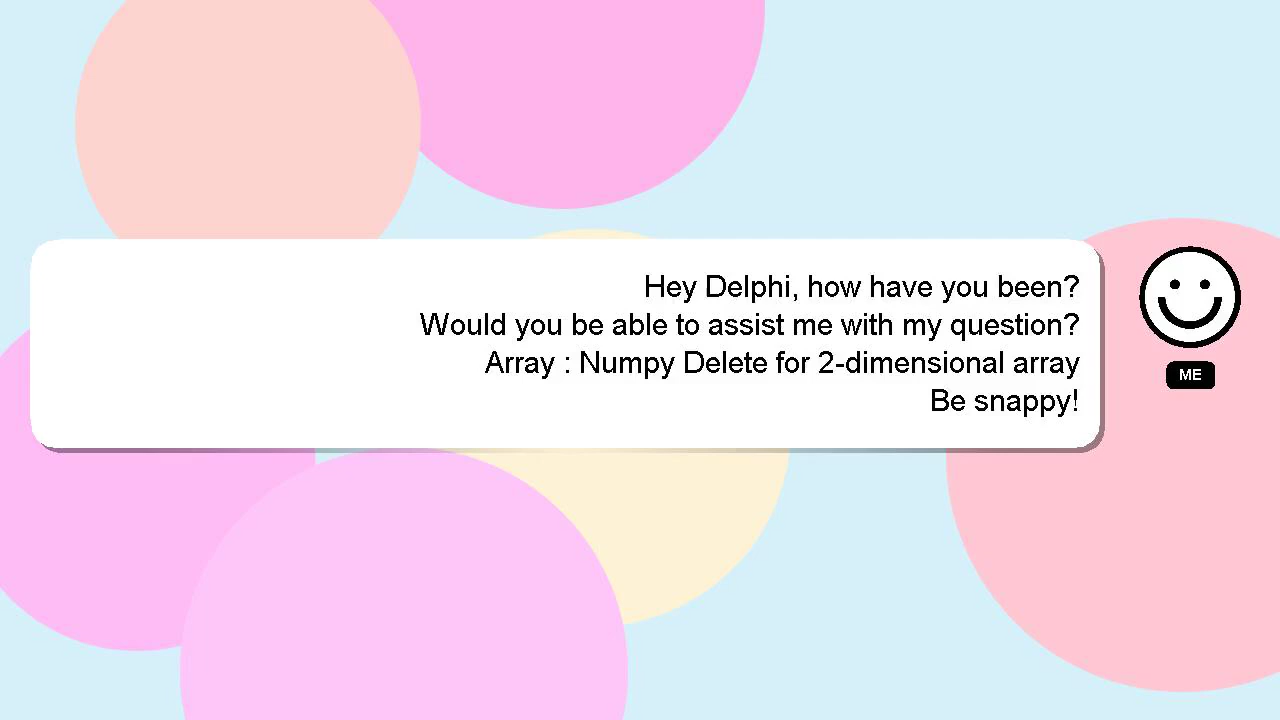 Hey Delphi, how have you been?
Would you be able to assist me with my question?
Array : Numpy Delete for 2-dimensional array
Be snappy!
ME